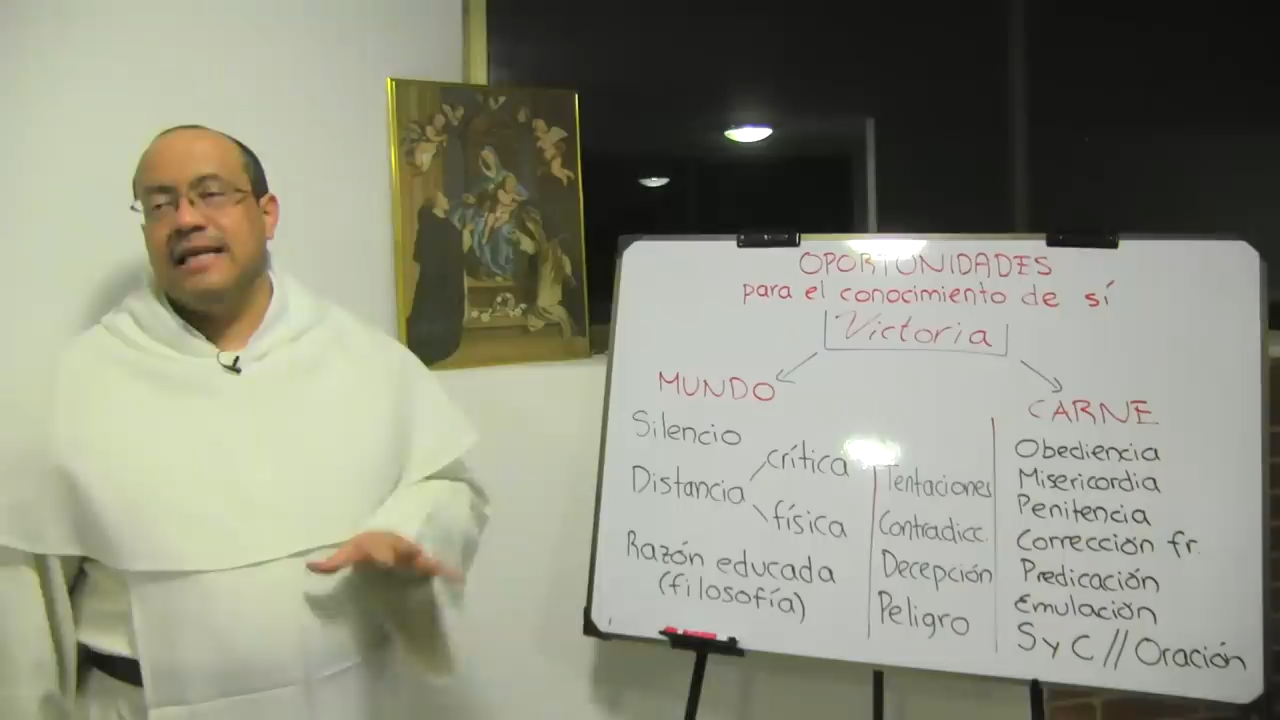 OPORTUNIDADES
para el conocimiento de sí
Victoria
MUNDO
Silencio
Distancia
crítica
física
Razón educada
(filosofía)
Tentaciones
Contradicc.
Decepción
Peligro
CARNE
Obediencia
Misericordia
Penitencia
Corrección fr.
Predicación
Emulación
S y C // Oración